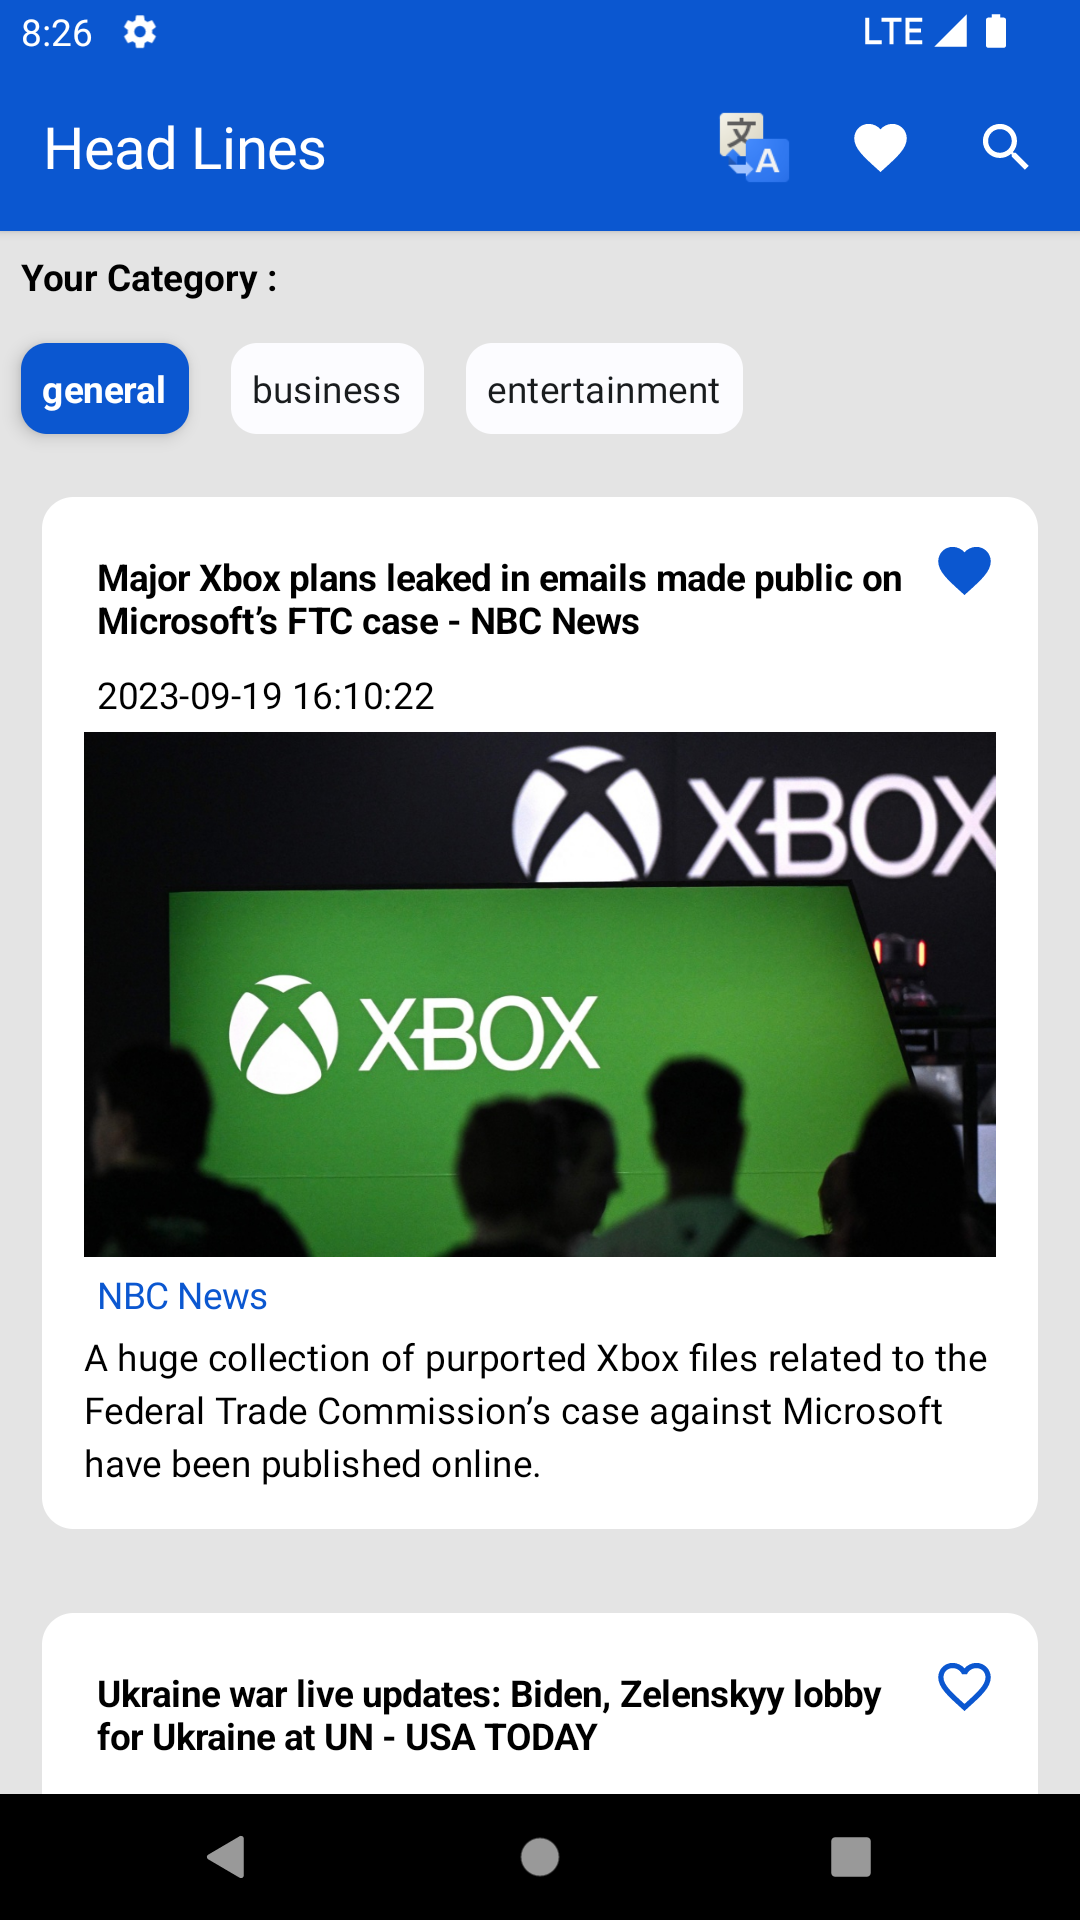 8:26
LTE
Head Lines
文
A
Your Category :
general
business
entertainment
Major Xbox plans leaked in emails made public on
Microsoft’s FTC case - NBC News
2023-09-19 16:10:22
XBOX
XBOX
NBC News
A huge collection of purported Xbox files related to the
Federal Trade Commission’s case against Microsoft
have been published online.
Ukraine war live updates: Biden, Zelenskyy lobby
for Ukraine at UN - USA TODAY